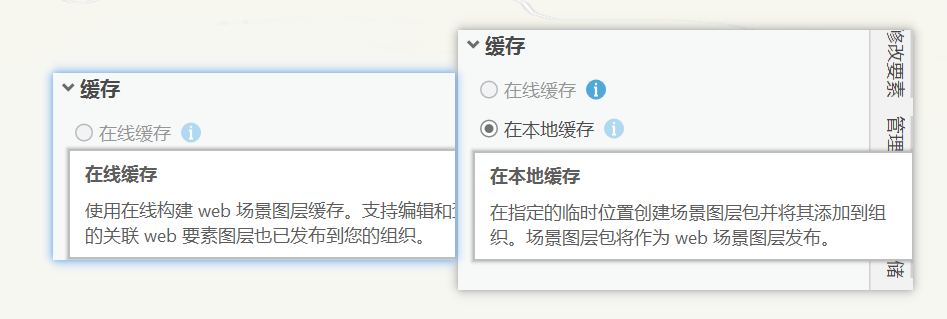 缓存
在线缓存
在线缓存
使用在线构建 web 场景图层缓存。支持编辑和
的关联 web 要素图层也已发布到您的组织。
缓存
在线缓存
在本地缓存
在本地缓存
在指定的临时位置创建场景图层包并将其添加到组
织。场景图层包将作为 web 场景图层发布。
修改要素
管理
储